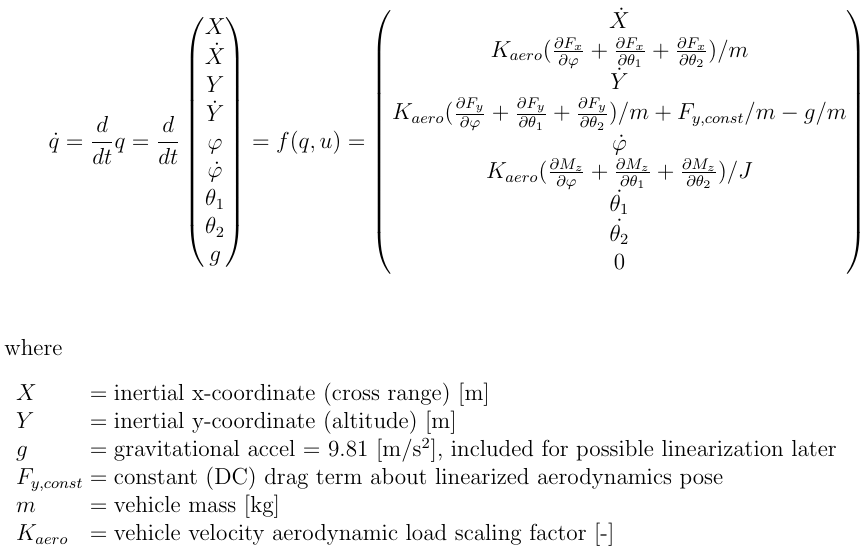 $\dot{q} = \frac{d}{dt}q = \frac{d}{dt}\begin{pmatrix} X \\ \dot{X} \\ Y \\ \dot{Y} \\ \varphi \\ \dot{\varphi} \\ \theta_1 \\ \theta_2 \\ g \end{pmatrix} = f(q, u) = \begin{pmatrix} \dot{X} \\ K_{aero}(\frac{\partial F_x}{\partial \varphi} + \frac{\partial F_x}{\partial \theta_1} + \frac{\partial F_x}{\partial \theta_2})/m \\ \dot{Y} \\ K_{aero}(\frac{\partial F_y}{\partial \varphi} + \frac{\partial F_y}{\partial \theta_1} + \frac{\partial F_y}{\partial \theta_2})/m + F_{y,const}/m - g/m \\ \dot{\varphi} \\ K_{aero}(\frac{\partial M_z}{\partial \varphi} + \frac{\partial M_z}{\partial \theta_1} + \frac{\partial M_z}{\partial \theta_2})/J \\ \dot{\theta_1} \\ \dot{\theta_2} \\ 0 \end{pmatrix}$
where
$X$ = inertial x-coordinate (cross range) [m]
$Y$ = inertial y-coordinate (altitude) [m]
$g$ = gravitational accel = 9.81 [m/s$^2$], included for possible linearization later
$F_{y,const}$ = constant (DC) drag term about linearized aerodynamics pose
$m$ = vehicle mass [kg]
$K_{aero}$ = vehicle velocity aerodynamic load scaling factor [-]